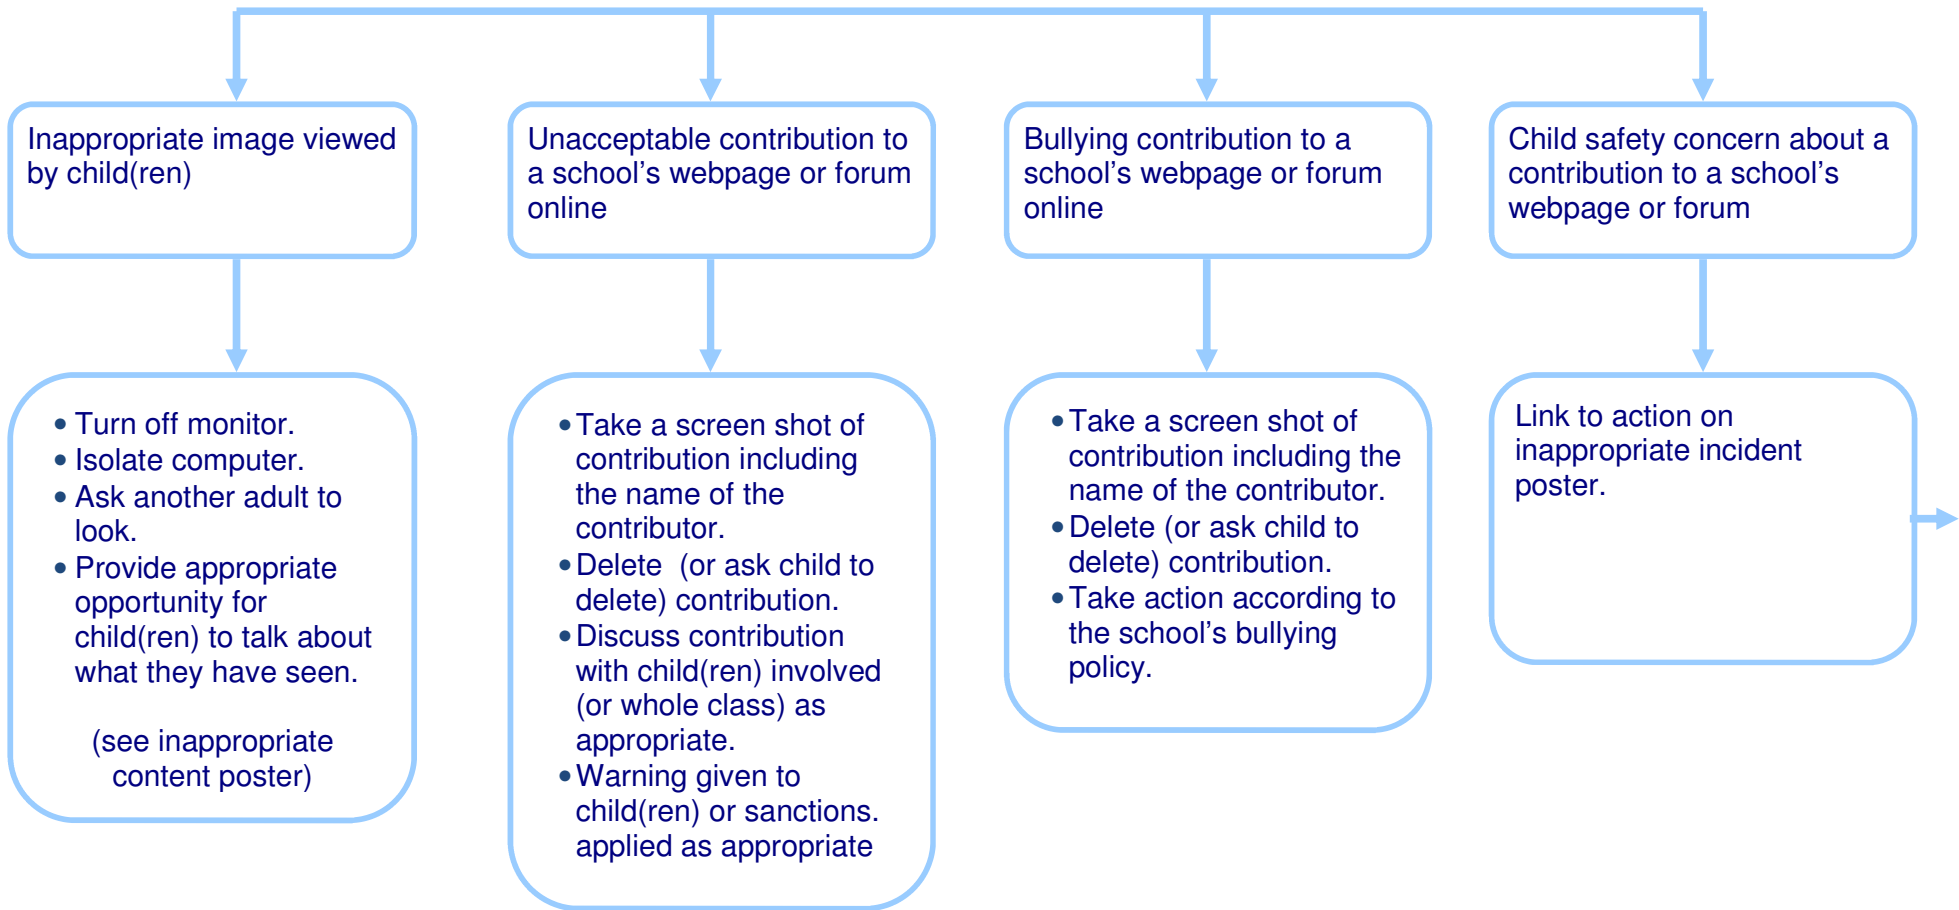 Inappropriate image viewed
by child(ren)
Unacceptable contribution to
a school’s webpage or forum
online
Bullying contribution to a
school’s webpage or forum
online
Child safety concern about a
contribution to a school’s
webpage or forum
• Turn off monitor.
• Isolate computer.
• Ask another adult to
look.
• Provide appropriate
opportunity for
child(ren) to talk about
what they have seen.
(see inappropriate
content poster)
• Take a screen shot of
contribution including
the name of the
contributor.
• Delete (or ask child to
delete) contribution.
• Discuss contribution
with child(ren) involved
(or whole class) as
appropriate.
• Warning given to
child(ren) or sanctions.
applied as appropriate
• Take a screen shot of
contribution including the
name of the contributor.
• Delete (or ask child to
delete) contribution.
• Take action according to
the school’s bullying
policy.
Link to action on
inappropriate incident
poster.